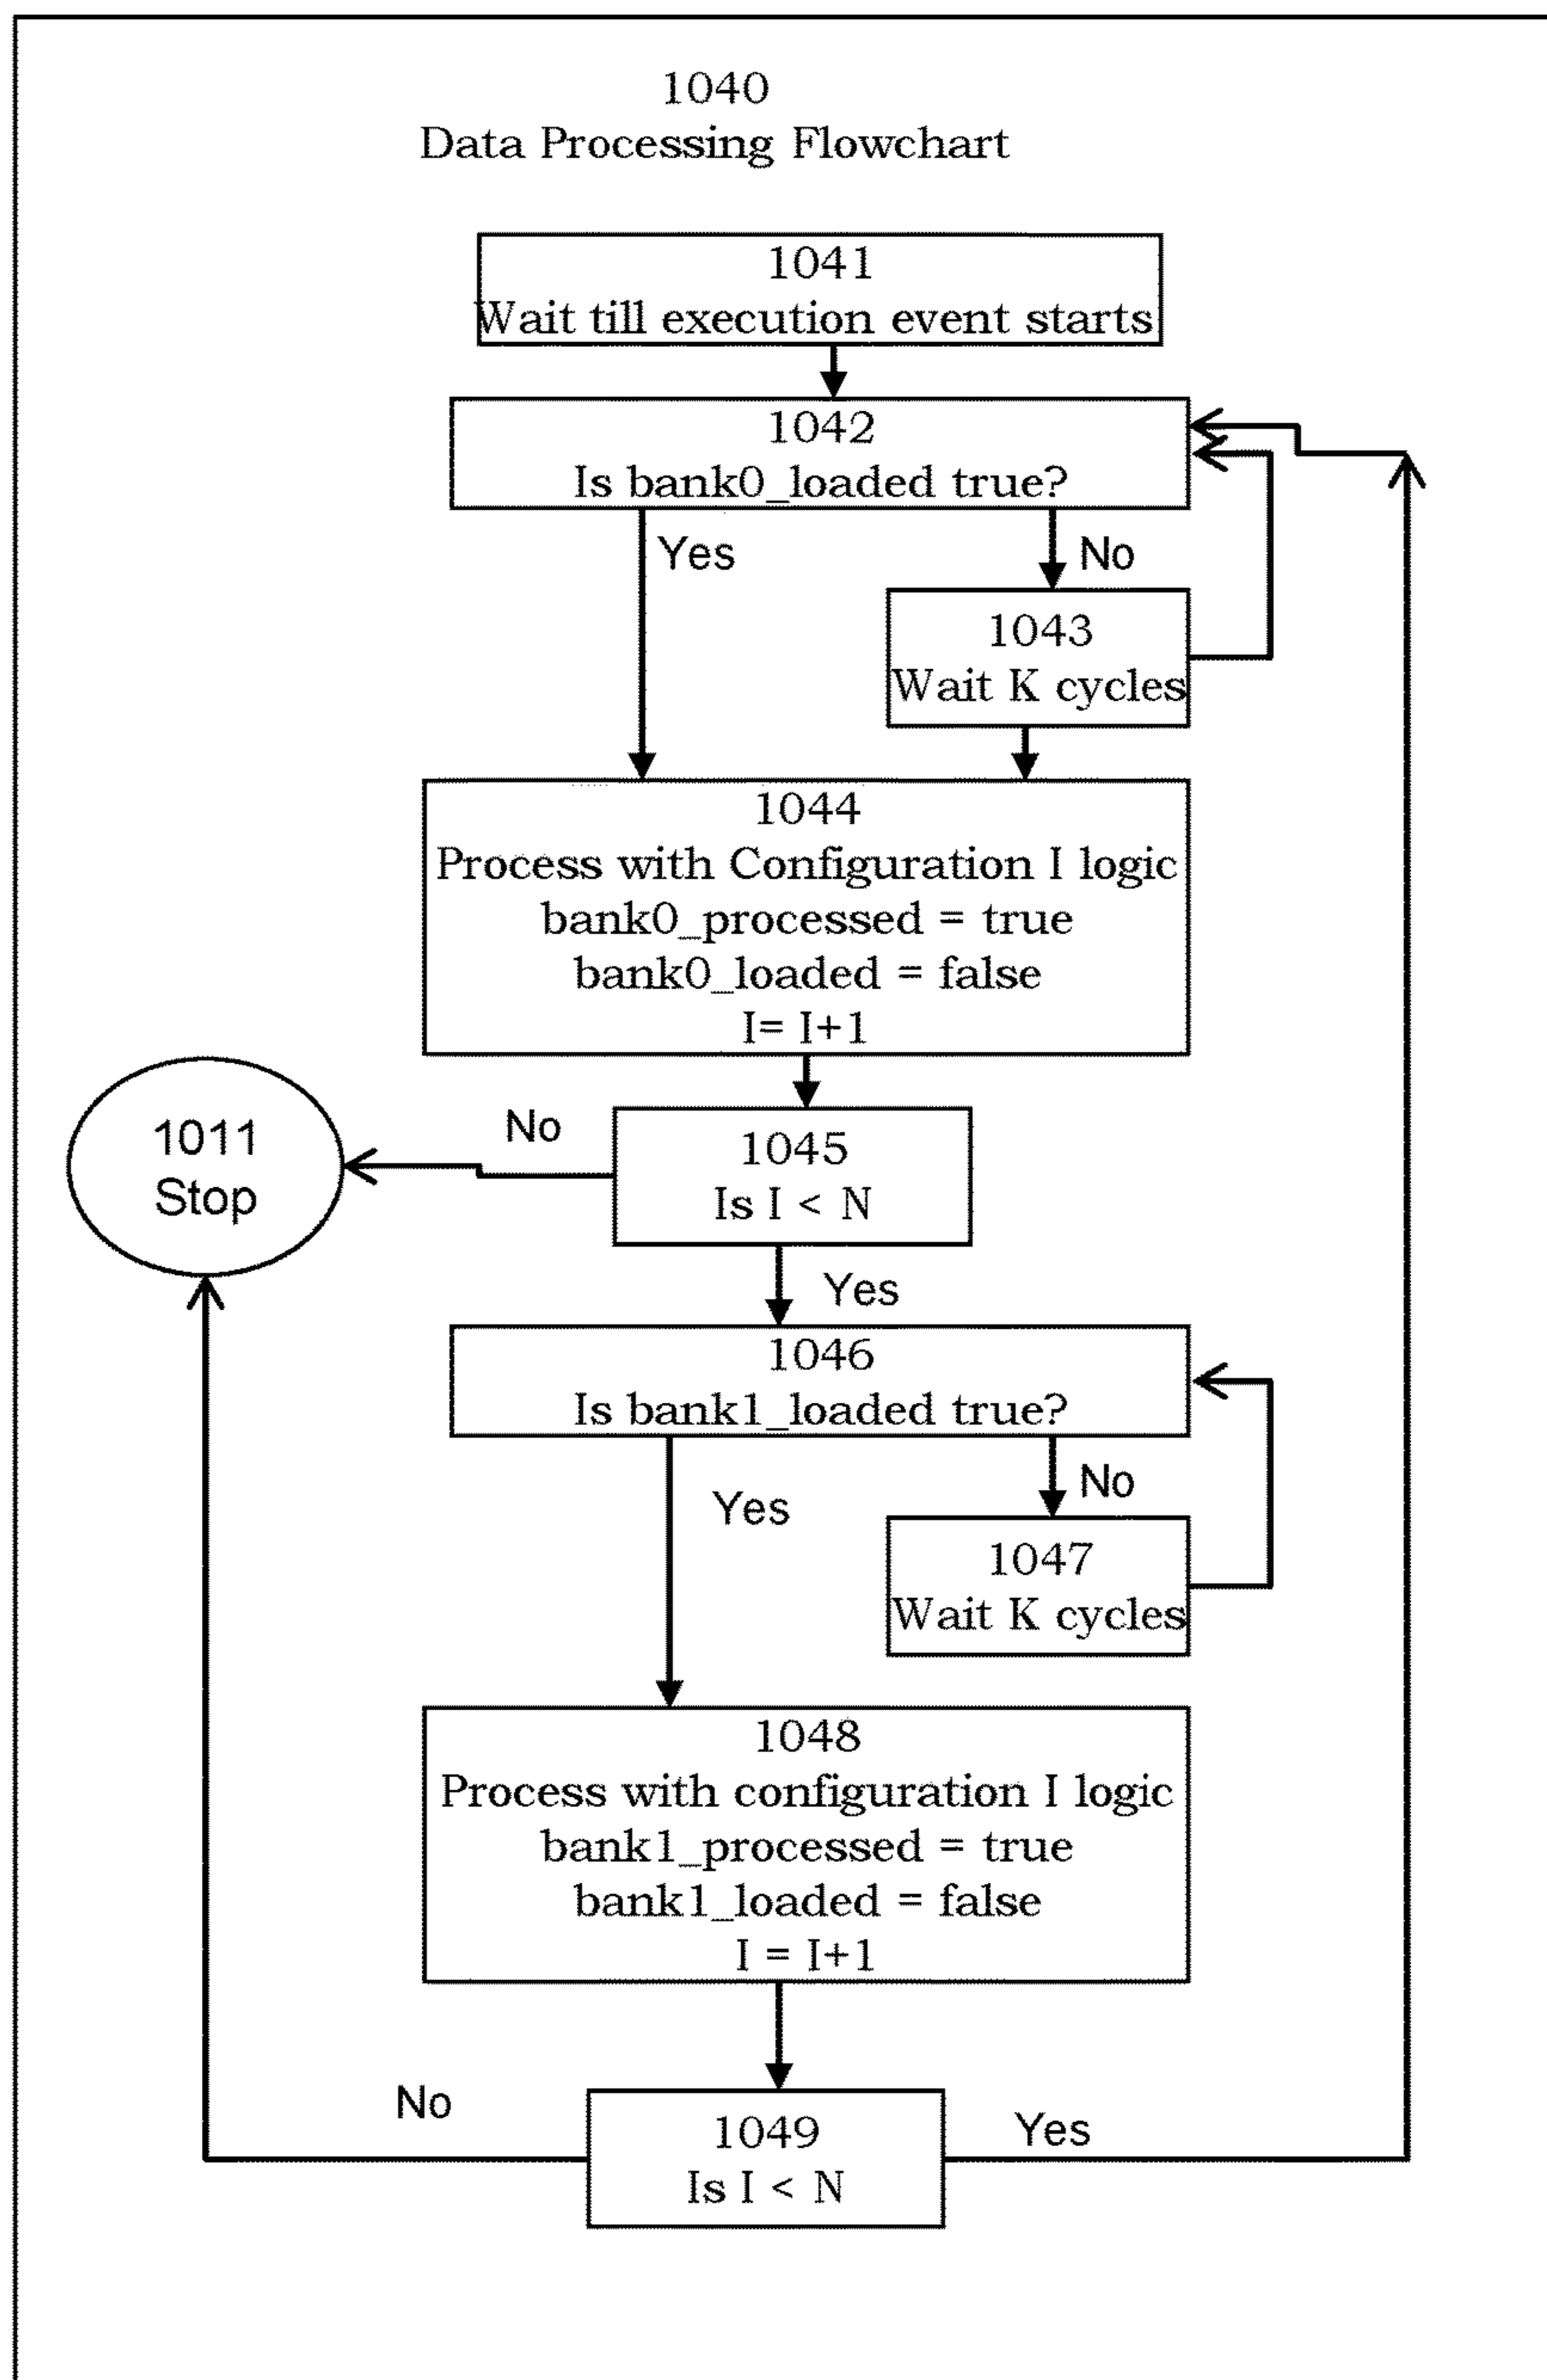 1040
Data Processing Flowchart
1041
Wait till execution event starts
1042
Is bank0_loaded true?
Yes
No
1043
Wait K cycles
1044
Process with Configuration I logic
bank0_processed = true
bank0_loaded = false
I= I+1
1011
Stop
No
1045
Is I < N
Yes
1046
Is bank1_loaded true?
Yes
No
1047
Wait K cycles
1048
Process with configuration I logic
bank1_processed = true
bank1_loaded = false
I = I+1
No
1049
Is I < N
Yes